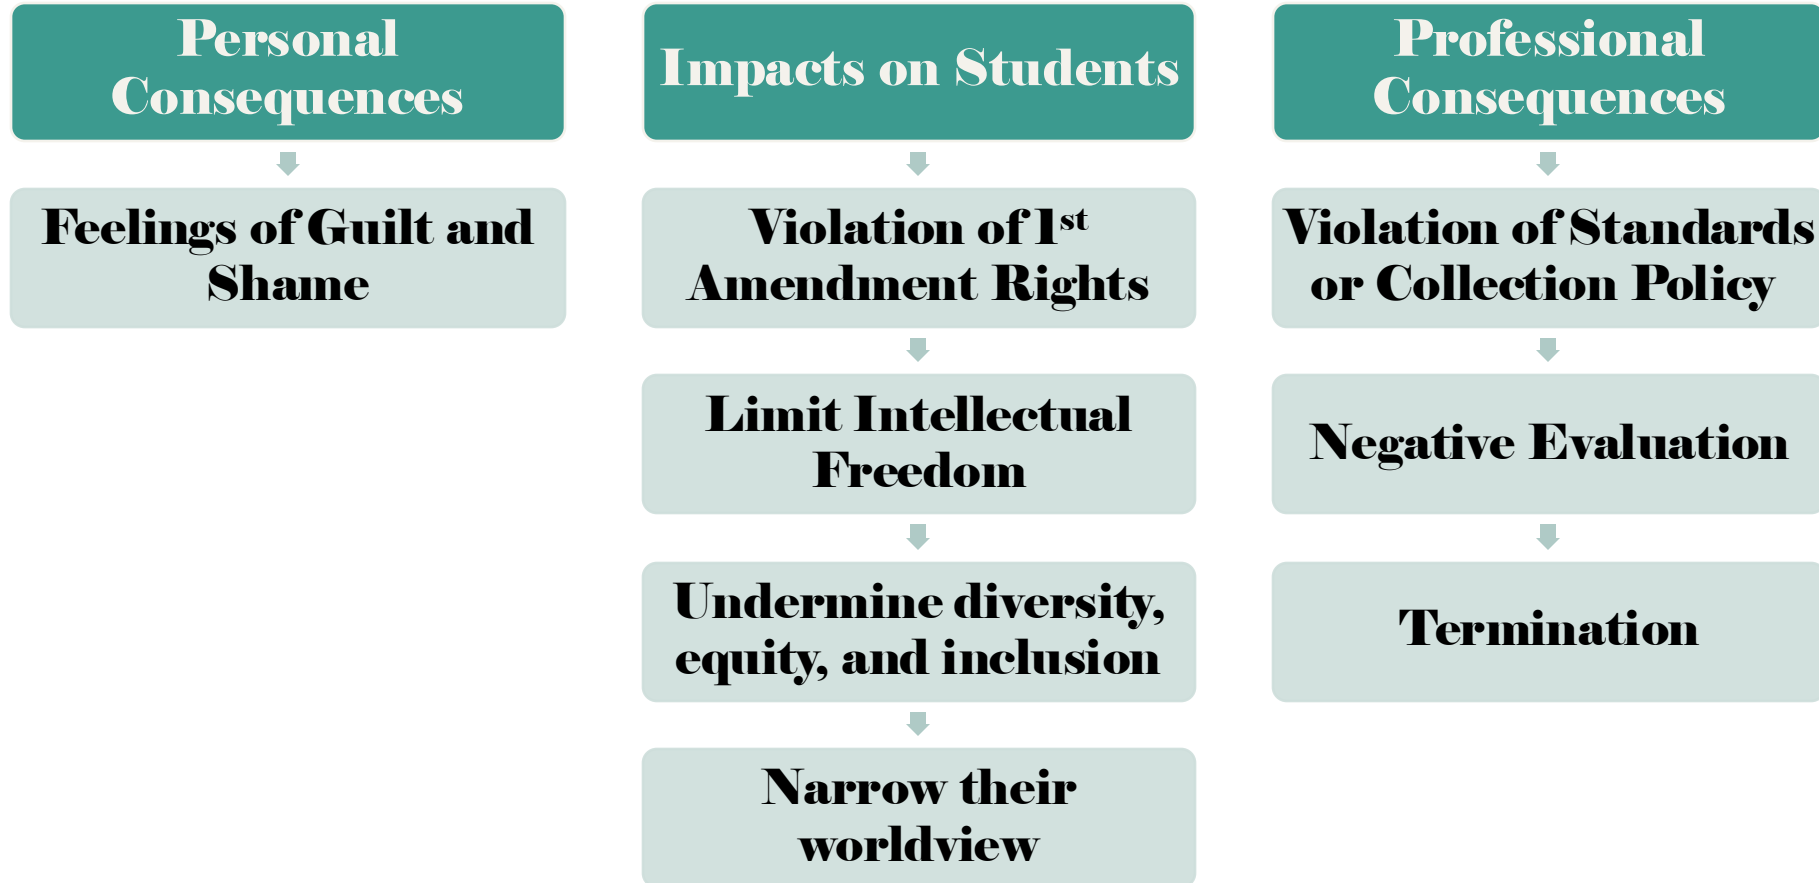 Personal
Consequences
Feelings of Guilt and
Shame
Impacts on Students
Violation of 1st
Amendment Rights
Limit Intellectual
Freedom
Undermine diversity,
equity, and inclusion
Narrow their
worldview
Professional
Consequences
Violation of Standards
or Collection Policy
Negative Evaluation
Termination